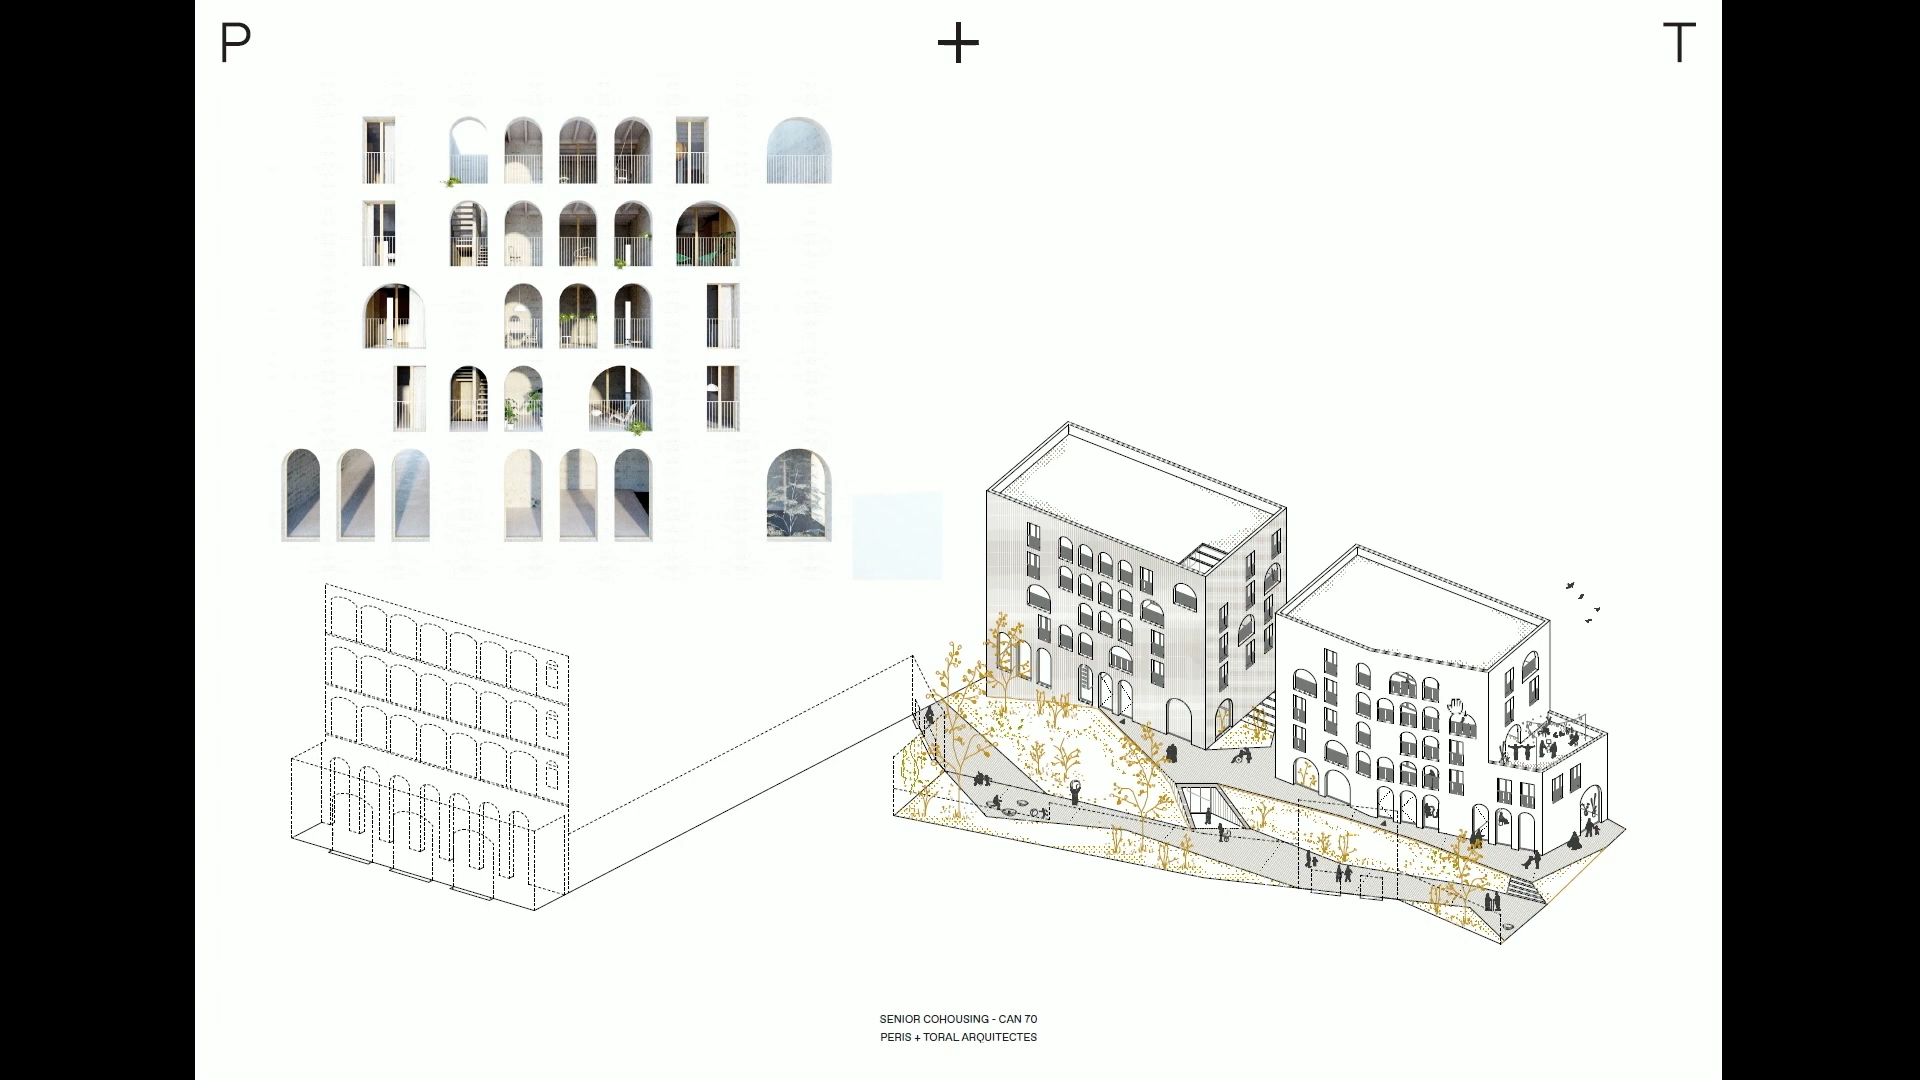 P + T
SENIOR COHOUSING - CAN 70
PERIS + TORAL ARQUITECTES